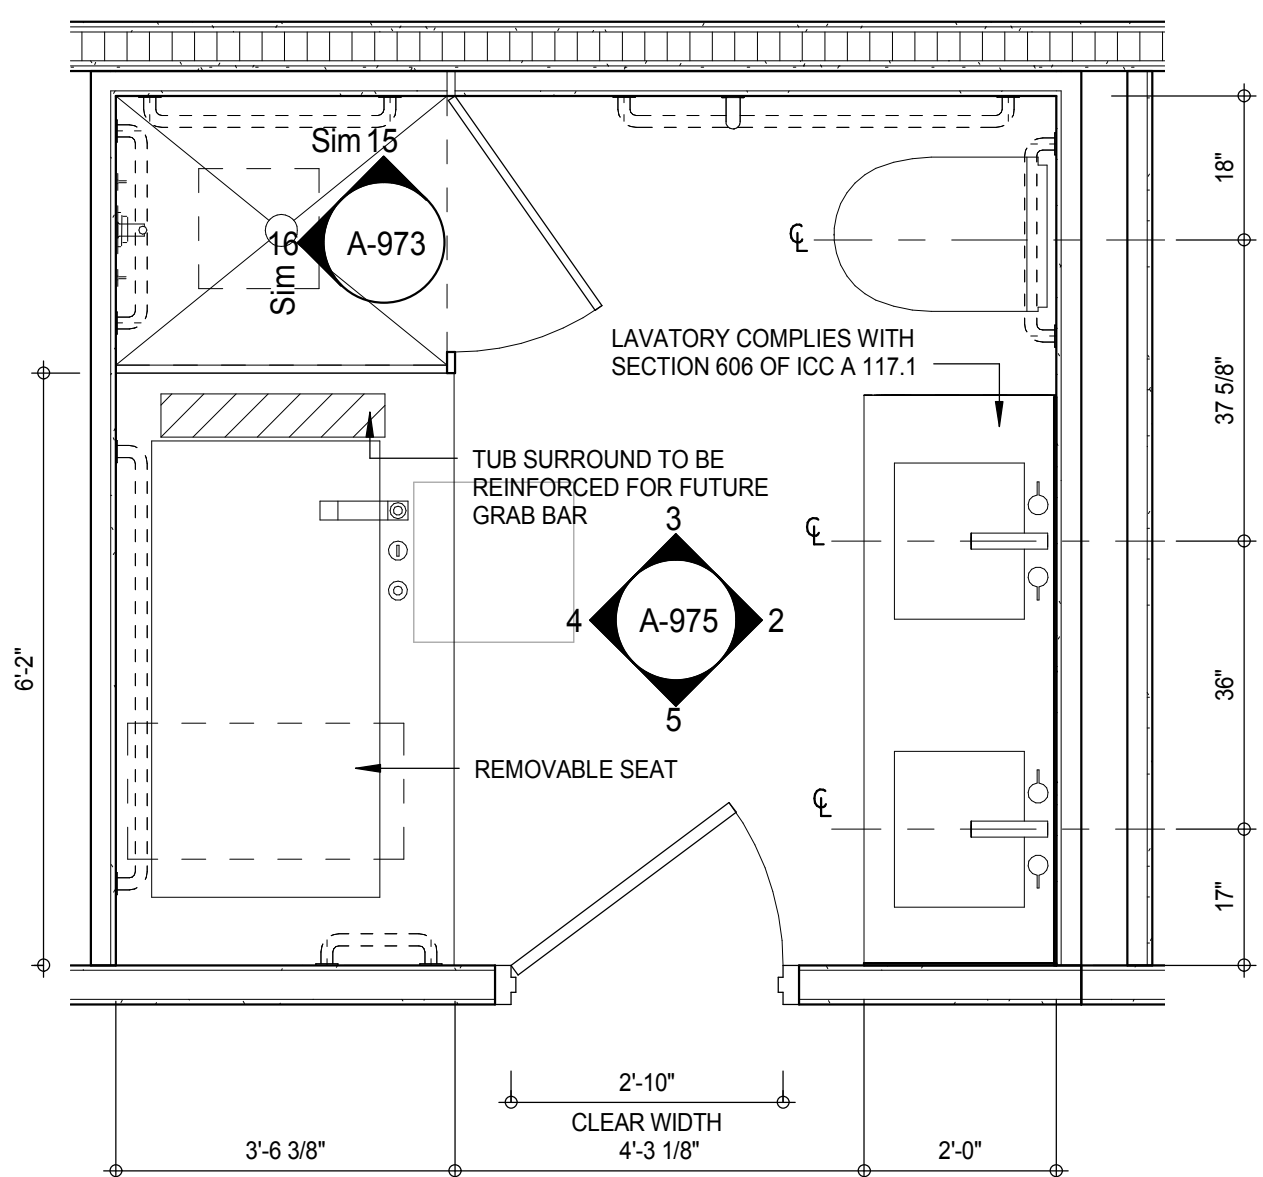 Sim 15
18"
16
Sim
A-973
℄
LAVATORY COMPLIES WITH
SECTION 606 OF ICC A 117.1
37 5/8"
TUB SURROUND TO BE
REINFORCED FOR FUTURE
GRAB BAR
3
℄
4
A-975
2
6'-2"
36"
5
REMOVABLE SEAT
℄
17"
2'-10"
CLEAR WIDTH
3'-6 3/8"
4'-3 1/8"
2'-0"